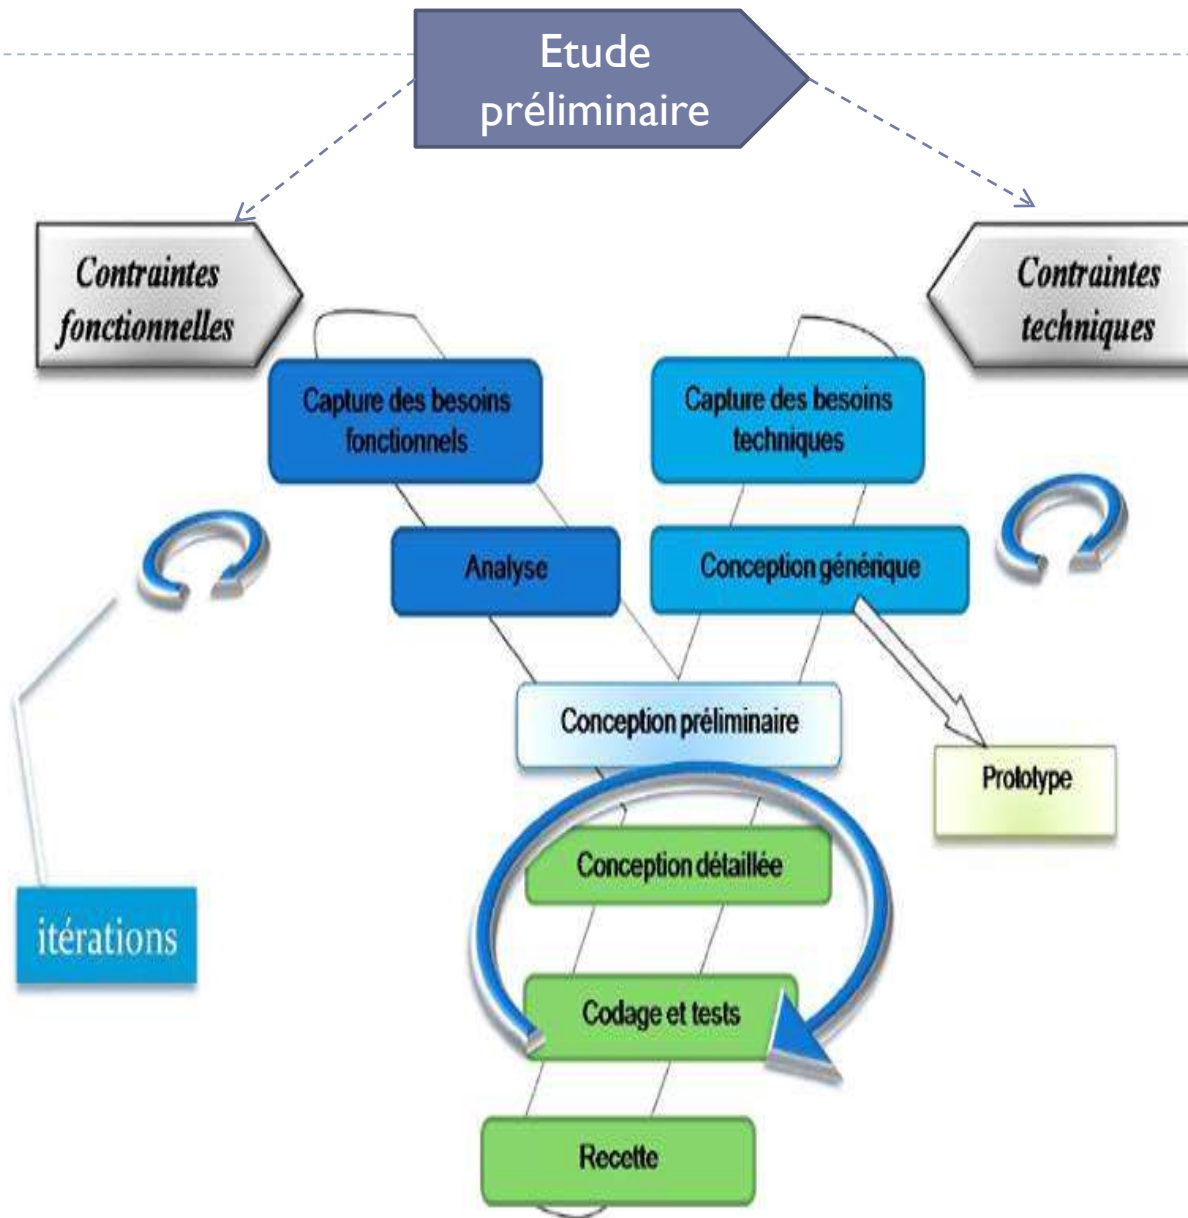 Etude
préliminaire
Contraintes
fonctionnelles
Contraintes
techniques
Capture des besoins
fonctionnels
Capture des besoins
techniques
Analyse
Conception générique
Conception préliminaire
Prototype
Conception détaillée
itérations
Codage et tests
Recette